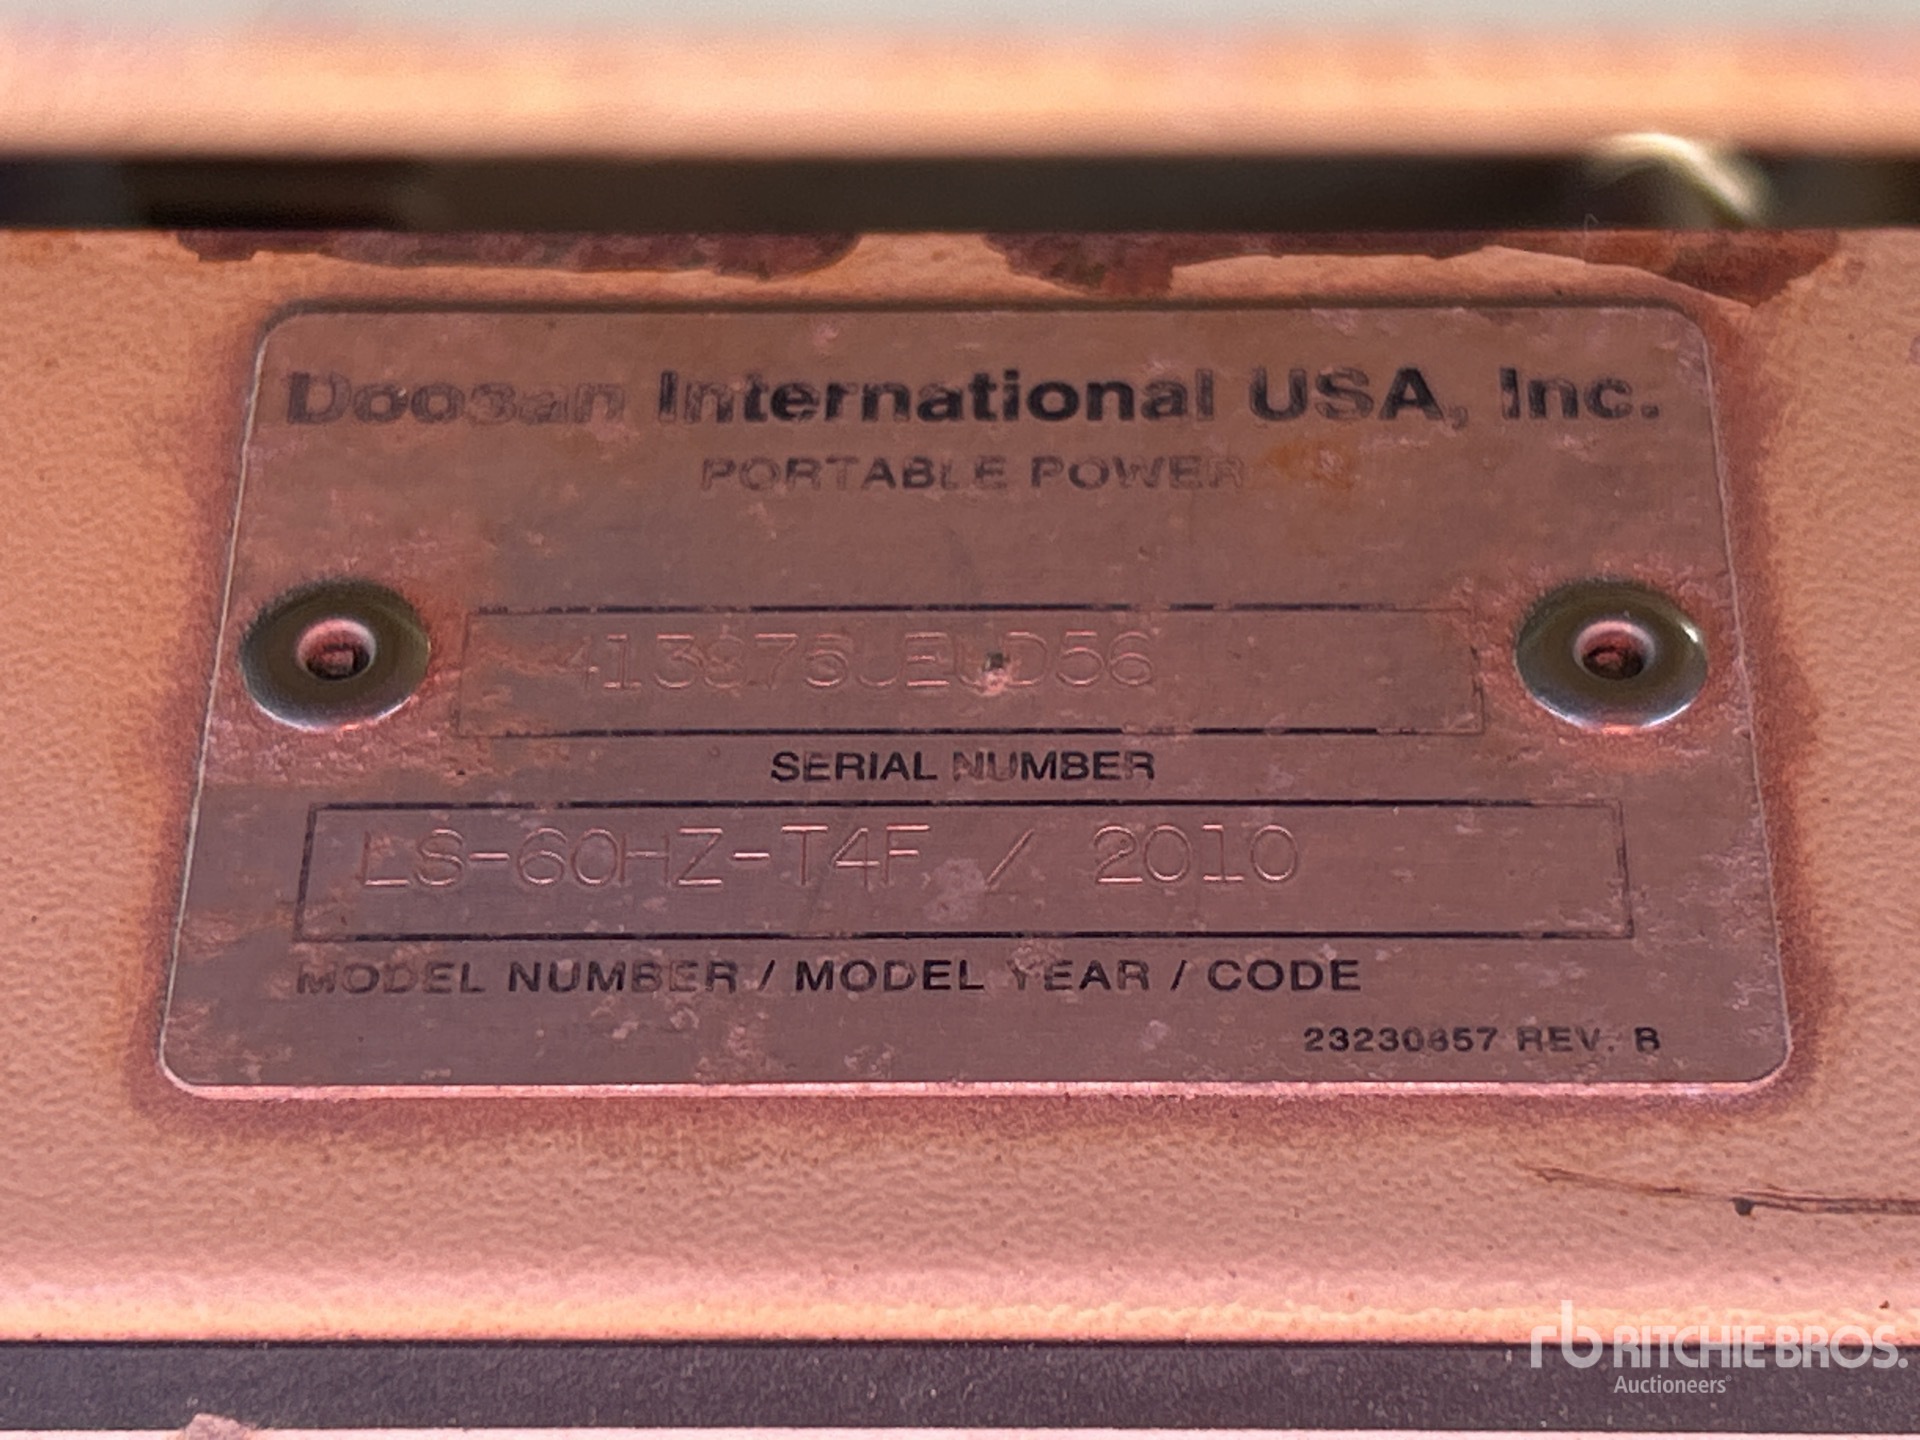 Doosan International USA, Inc.
PORTABLE POWER
SERIAL NUMBER
LS-60HZ-T4F / 2010
MODEL NUMBER / MODEL YEAR / CODE
REV. B
rb RITCHIE BROS.
Auctioneers